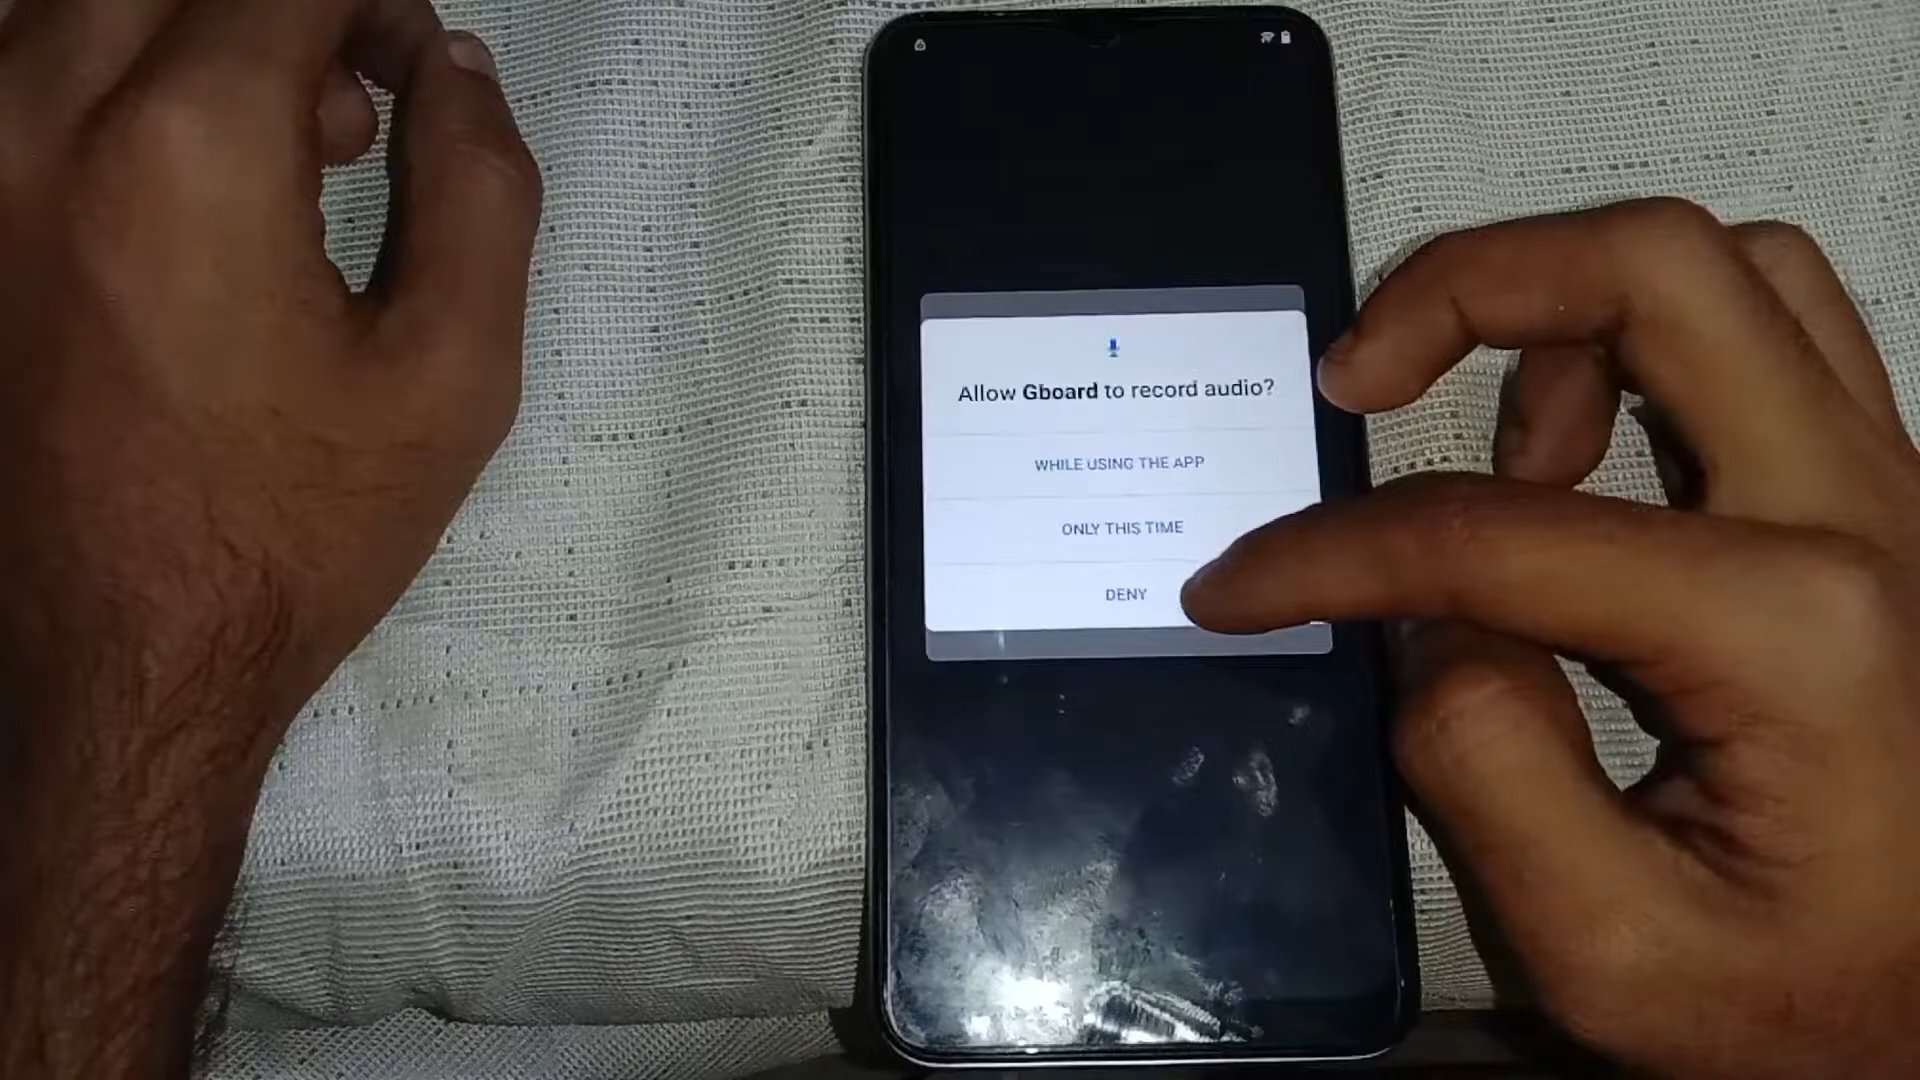 Allow Gboard to record audio?
WHILE USING THE APP
ONLY THIS TIME
DENY